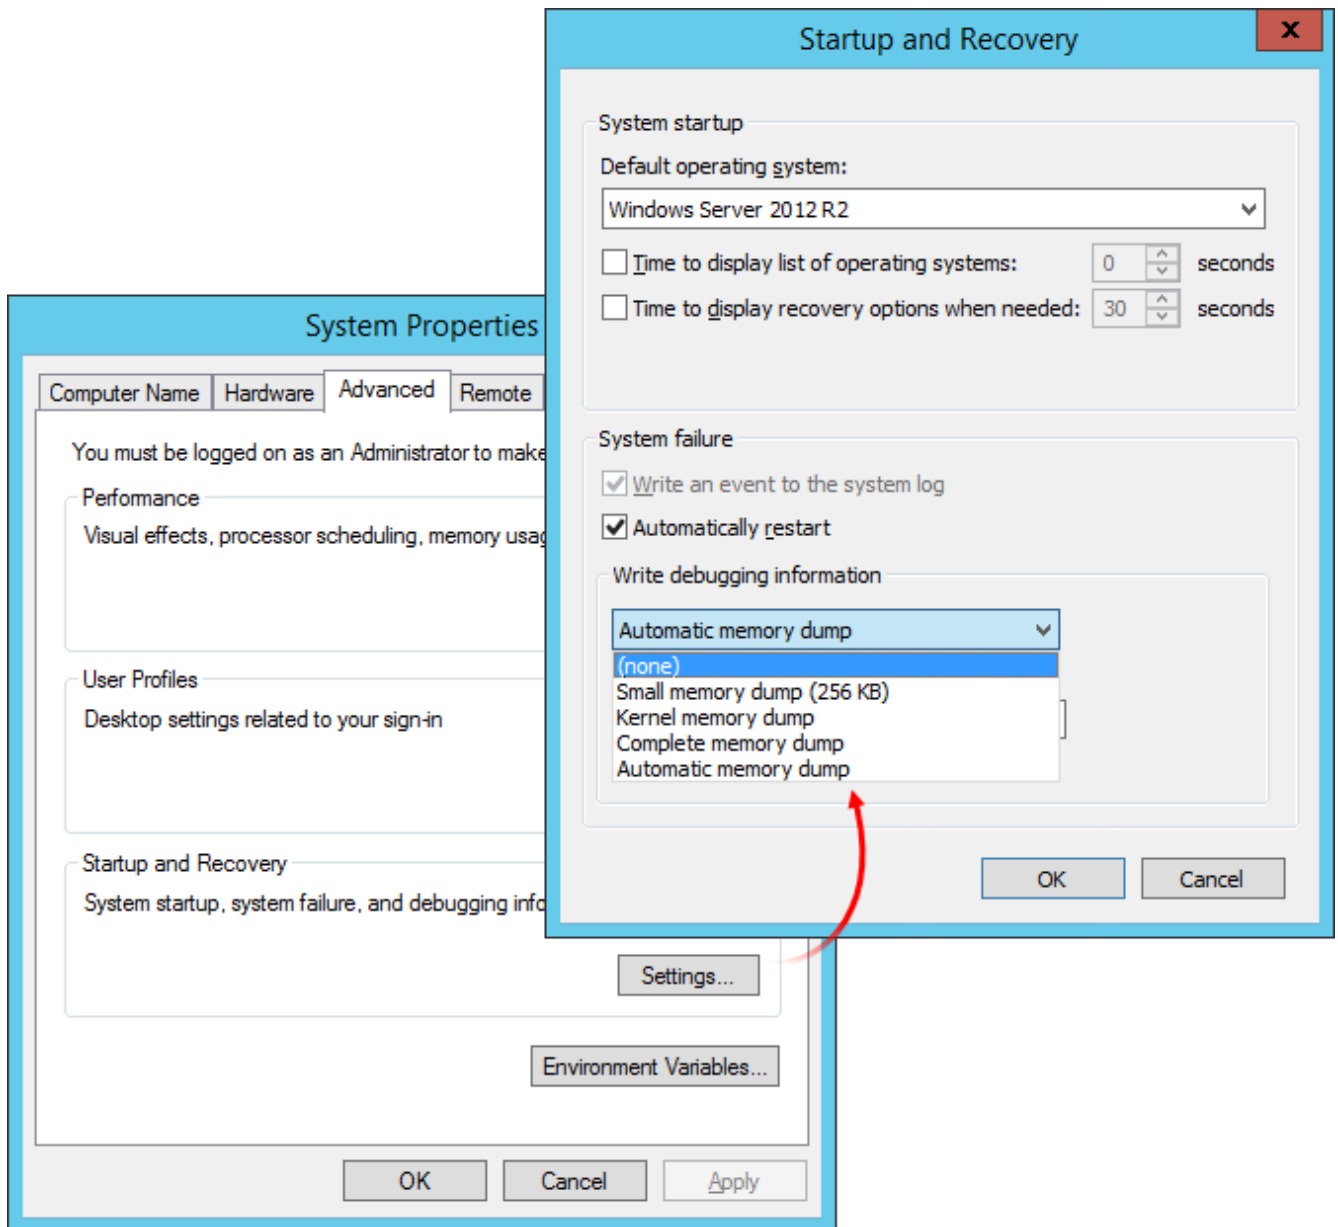 Startup and Recovery
x
System startup
Default operating system:
Windows Server 2012 R2
Time to display list of operating systems: 0 seconds
Time to display recovery options when needed: 30 seconds
System failure
Write an event to the system log
Automatically restart
Write debugging information
Automatic memory dump
(none)
Small memory dump (256 KB)
Kernel memory dump
Complete memory dump
Automatic memory dump
OK Cancel
System Properties
Computer Name Hardware Advanced Remote
You must be logged on as an Administrator to make
Performance
Visual effects, processor scheduling, memory usag
User Profiles
Desktop settings related to your sign-in
Startup and Recovery
System startup, system failure, and debugging info
Settings...
Environment Variables...
OK Cancel Apply